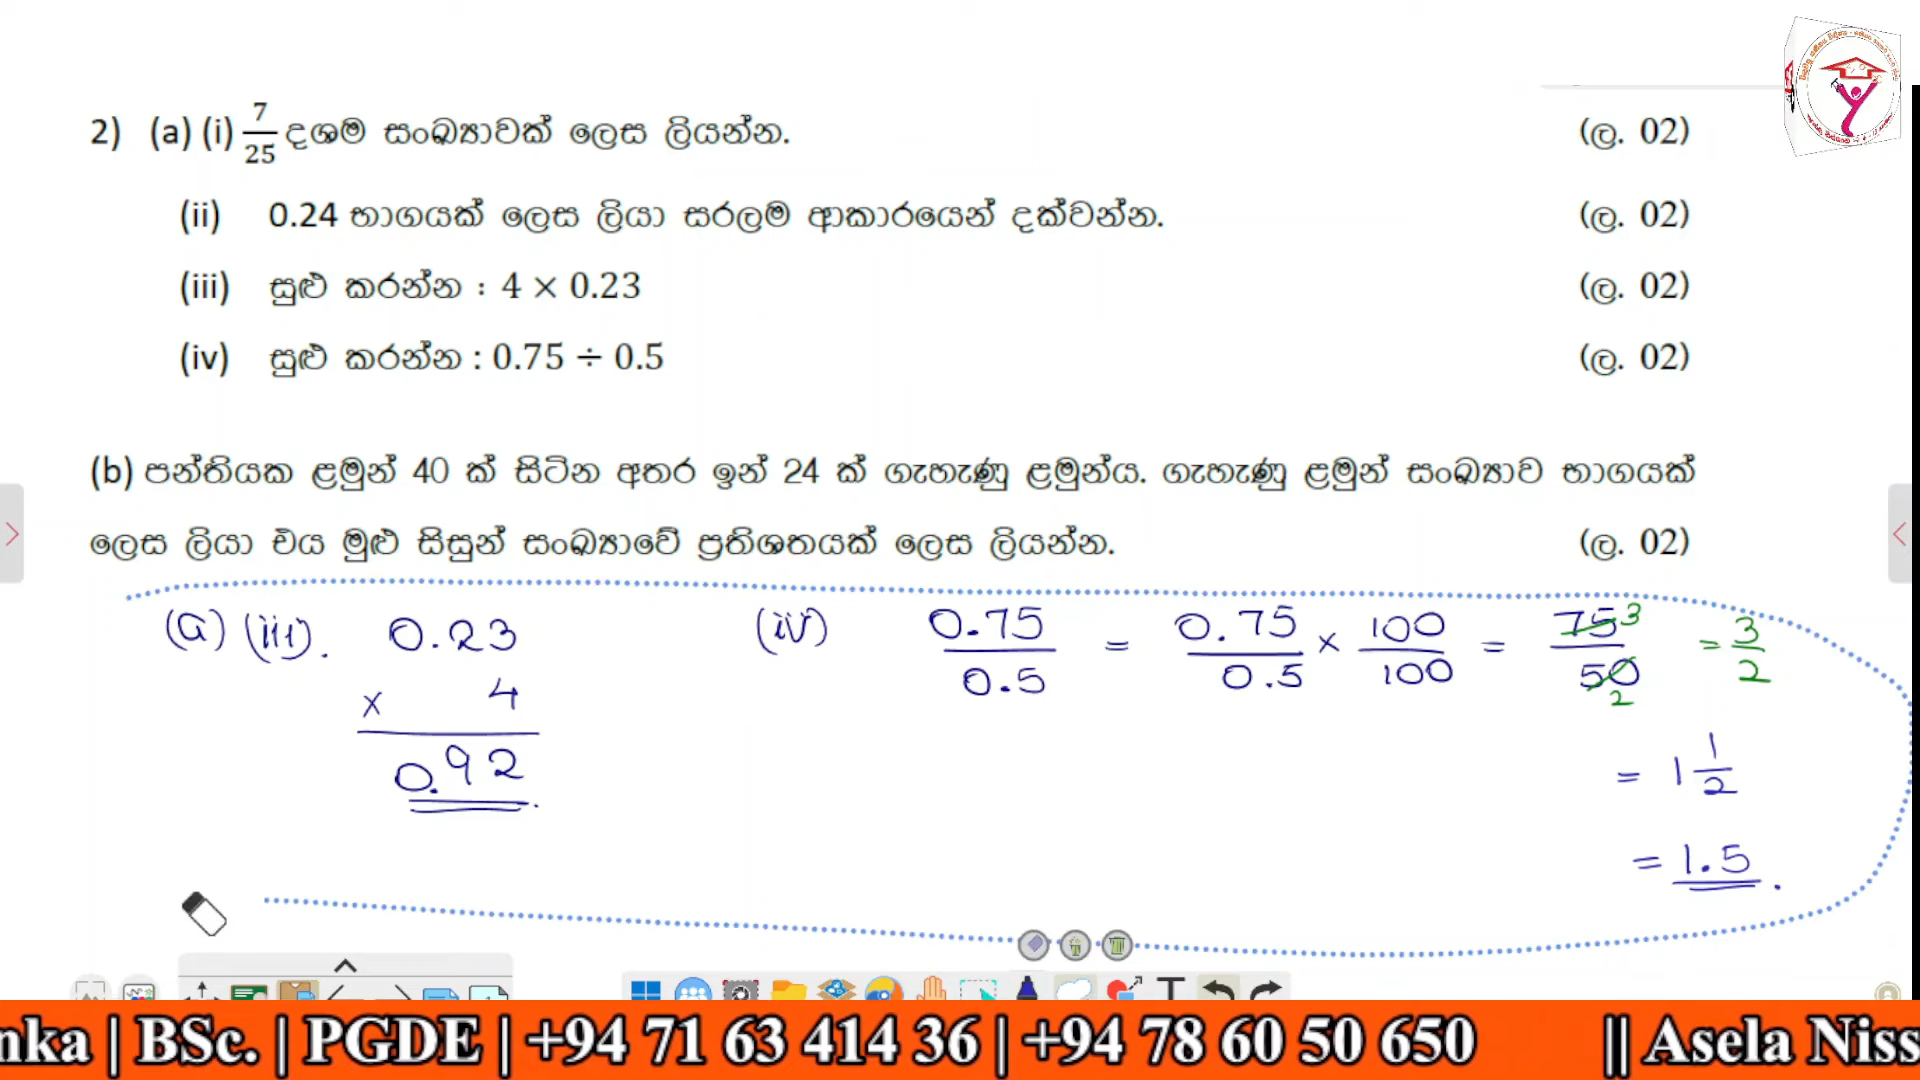 2) (a) (i) 7/25 දශම සංඛ්‍යාවක් ලෙස ලියන්න. (ල. 02)
(ii) 0.24 භාගයක් ලෙස ලියා සරලම ආකාරයෙන් දක්වන්න. (ල. 02)
(iii) සුළු කරන්න : 4 × 0.23 (ල. 02)
(iv) සුළු කරන්න : 0.75 ÷ 0.5 (ල. 02)
(b) පන්තියක ළමුන් 40 ක් සිටින අතර ඉන් 24 ක් ගැහැණු ළමුන්ය. ගැහැණු ළමුන් සංඛ්‍යාව භාගයක්
ලෙස ලියා එය මුළු සිසුන් සංඛ්‍යාවේ ප්‍රතිශතයක් ලෙස ලියන්න. (ල. 02)
(a) (iii). 0.23
× 4
0.92
(iv) 0.75/0.5 = 0.75/0.5 × 100/100 = 75/50 3 2 = 3/2
= 1 1/2
= 1.5.
nka | BSc. | PGDE | +94 71 63 414 36 | +94 78 60 50 650 || Asela Niss